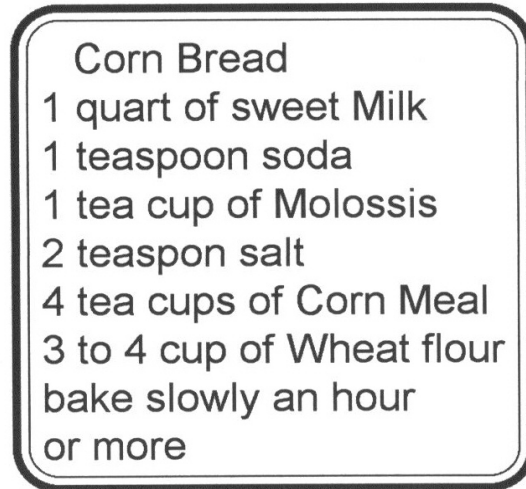 Corn Bread
1 quart of sweet Milk
1 teaspoon soda
1 tea cup of Molossis
2 teaspon salt
4 tea cups of Corn Meal
3 to 4 cup of Wheat flour
bake slowly an hour
or more